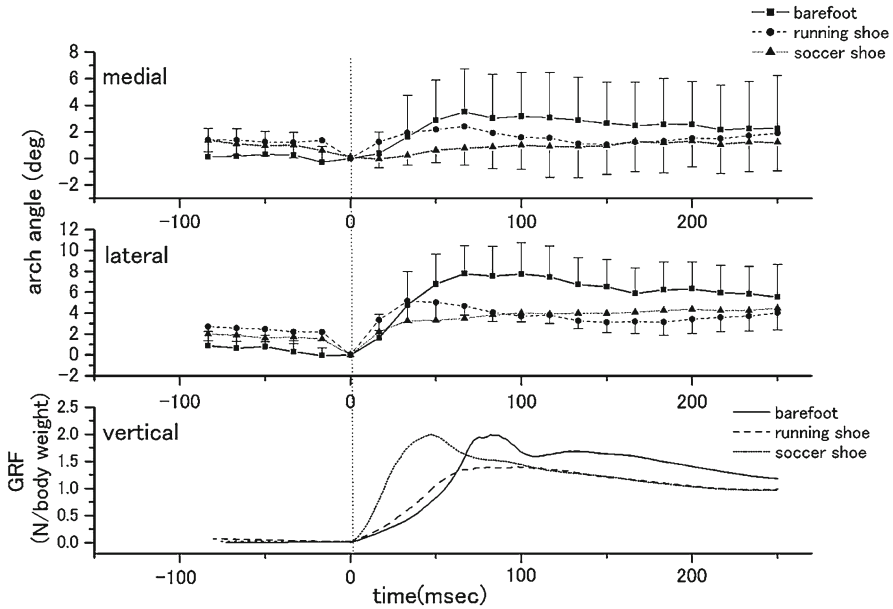 barefoot
running shoe
soccer shoe
8
6
4
2
0
−2
medial
−100 0 100 200
arch angle (deg)
12
10
8
6
4
2
0
−2
lateral
−100 0 100 200
2.5
2.0
1.5
1.0
0.5
0.0
vertical
barefoot
running shoe
soccer shoe
GRF
(N/body weight)
−100 0 100 200
time(msec)